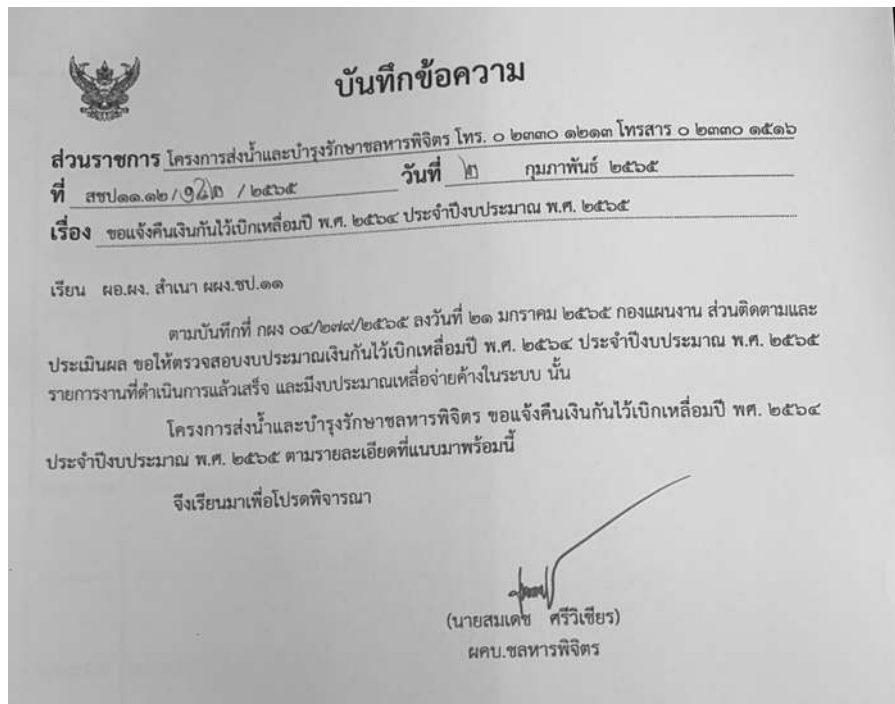 บันทึกข้อความ
ส่วนราชการ โครงการส่งน้ำและบำรุงรักษาชลหารพิจิตร โทร. ๐ ๒๓๓๐ ๑๒๑๓ โทรสาร ๐ ๒๓๓๐ ๑๕๑๖
ที่ สชป๑๑.๑๒/ / ๒๕๖๕ วันที่ ๒ กุมภาพันธ์ ๒๕๖๕
เรื่อง ขอแจ้งคืนเงินกันไว้เบิกเหลื่อมปี พ.ศ. ๒๕๖๔ ประจำปีงบประมาณ พ.ศ. ๒๕๖๕
เรียน ผอ.ผง. สำเนา ผผง.ชป.๑๑
ตามบันทึกที่ กผง ๐๔/๒๗๙/๒๕๖๕ ลงวันที่ ๒๑ มกราคม ๒๕๖๕ กองแผนงาน ส่วนติดตามและ
ประเมินผล ขอให้ตรวจสอบงบประมาณเงินกันไว้เบิกเหลื่อมปี พ.ศ. ๒๕๖๔ ประจำปีงบประมาณ พ.ศ. ๒๕๖๕
รายการงานที่ดำเนินการแล้วเสร็จ และมีงบประมาณเหลือจ่ายค้างในระบบ นั้น
โครงการส่งน้ำและบำรุงรักษาชลหารพิจิตร ขอแจ้งคืนเงินกันไว้เบิกเหลื่อมปี พศ. ๒๕๖๔
ประจำปีงบประมาณ พ.ศ. ๒๕๖๕ ตามรายละเอียดที่แนบมาพร้อมนี้
จึงเรียนมาเพื่อโปรดพิจารณา
(นายสมเดช ศรีวิเชียร)
ผคบ.ชลหารพิจิตร